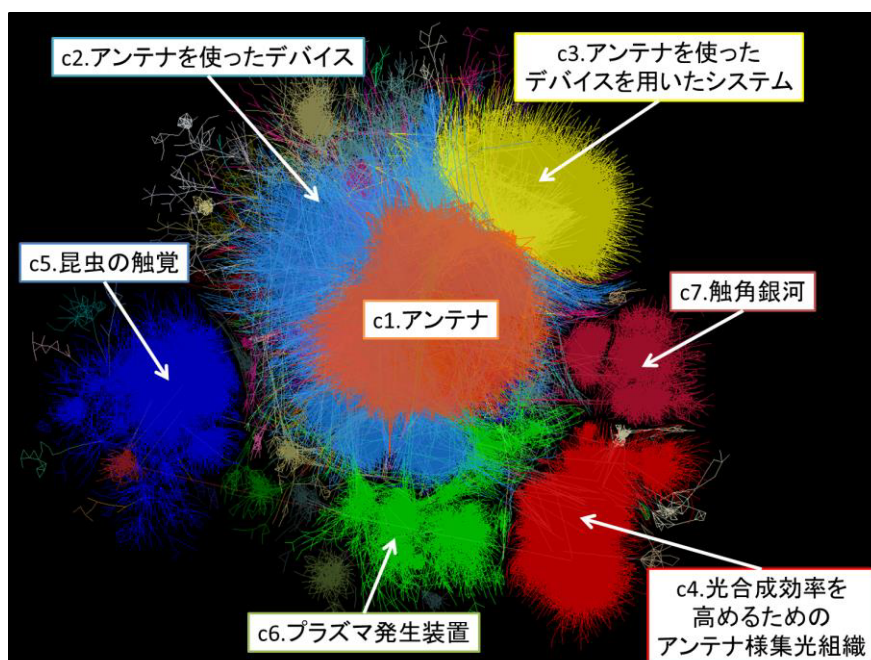 c2.アンテナを使ったデバイス
c3.アンテナを使った
デバイスを用いたシステム
c5.昆虫の触覚
c1.アンテナ
c7.触角銀河
c6.プラズマ発生装置
c4.光合成効率を
高めるための
アンテナ様集光組織